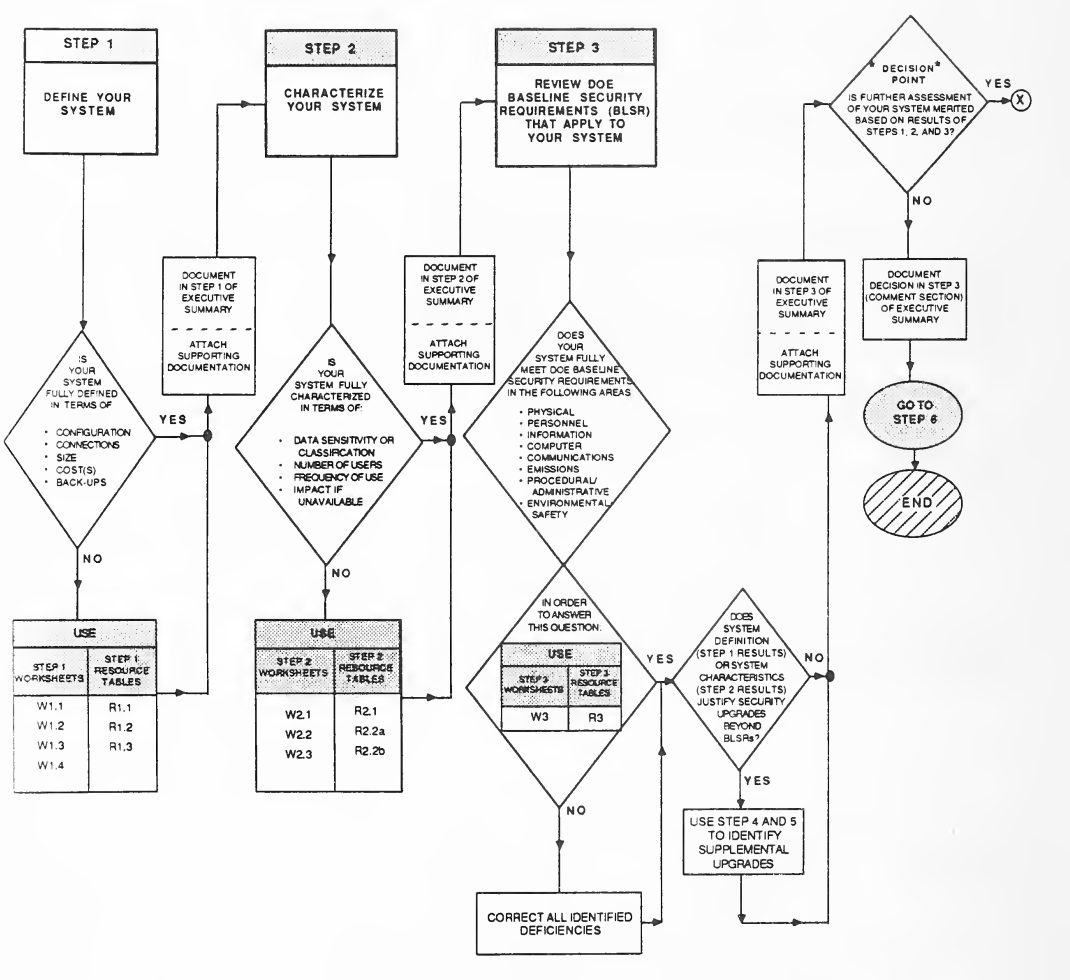 STEP 1
DEFINE YOUR
SYSTEM
IS
YOUR
SYSTEM
FULLY DEFINED
IN TERMS OF
• CONFIGURATION
• CONNECTIONS
• SIZE
• COST(S)
• BACK-UPS
YES
NO
USE
STEP 1
WORKSHEETS
STEP 1
RESOURCE
TABLES
W1.1
W1.2
W1.3
W1.4
R1.1
R1.2
R1.3
DOCUMENT
IN STEP 1 OF
EXECUTIVE
SUMMARY
ATTACH
SUPPORTING
DOCUMENTATION
STEP 2
CHARACTERIZE
YOUR SYSTEM
IS
YOUR
SYSTEM FULLY
CHARACTERIZED
IN TERMS OF:
• DATA SENSITIVITY OR
CLASSIFICATION
• NUMBER OF USERS
• FREQUENCY OF USE
• IMPACT IF
UNAVAILABLE
YES
NO
USE
STEP 2
WORKSHEETS
STEP 2
RESOURCE
TABLES
W2.1
W2.2
W2.3
R2.1
R2.2a
R2.2b
DOCUMENT
IN STEP 2 OF
EXECUTIVE
SUMMARY
ATTACH
SUPPORTING
DOCUMENTATION
STEP 3
REVIEW DOE
BASELINE SECURITY
REQUIREMENTS (BLSR)
THAT APPLY TO
YOUR SYSTEM
DOES
YOUR
SYSTEM FULLY
MEET DOE BASELINE
SECURITY REQUIREMENTS
IN THE FOLLOWING AREAS
• PHYSICAL
• PERSONNEL
• INFORMATION
• COMPUTER
• COMMUNICATIONS
• EMISSIONS
• PROCEDURAL/
ADMINISTRATIVE
• ENVIRONMENTAL/
SAFETY
IN ORDER
TO ANSWER
THIS QUESTION:
USE
STEP 3
WORKSHEETS
STEP 3
RESOURCE
TABLES
W3
R3
YES
NO
CORRECT ALL IDENTIFIED
DEFICIENCIES
DOES
SYSTEM
DEFINITION
(STEP 1 RESULTS)
OR SYSTEM
CHARACTERISTICS
(STEP 2 RESULTS)
JUSTIFY SECURITY
UPGRADES
BEYOND
BLSRs?
NO
YES
USE STEP 4 AND 5
TO IDENTIFY
SUPPLEMENTAL
UPGRADES
DOCUMENT
IN STEP 3 OF
EXECUTIVE
SUMMARY
ATTACH
SUPPORTING
DOCUMENTATION
* DECISION *
POINT
IS FURTHER ASSESSMENT
OF YOUR SYSTEM MERITED
BASED ON RESULTS OF
STEPS 1, 2, AND 3?
YES
X
NO
DOCUMENT
DECISION IN STEP 3
(COMMENT SECTION)
OF EXECUTIVE
SUMMARY
GO TO
STEP 6
END